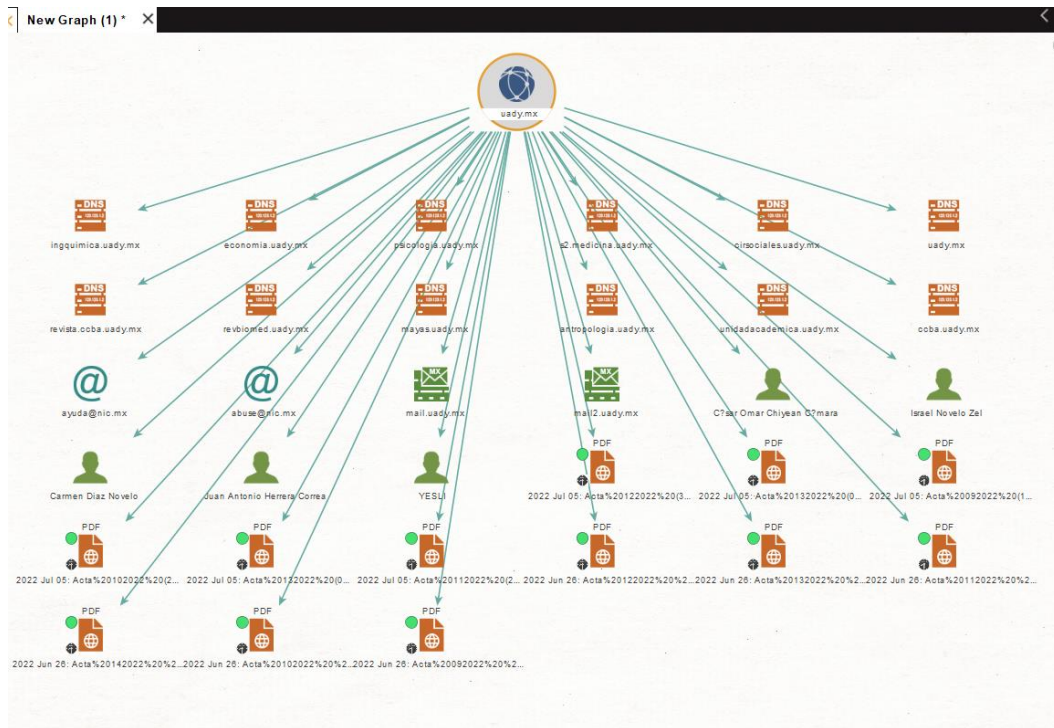 New Graph (1) *
uady.mx
DNS DNS DNS DNS DNS DNS
ingquimica.uady.mx economia.uady.mx psicologia.uady.mx s2.medicina.uady.mx cirsociales.uady.mx uady.mx
DNS DNS DNS DNS DNS DNS
revista.ccba.uady.mx revbiomed.uady.mx mayas.uady.mx antropologia.uady.mx unidadacademica.uady.mx ccba.uady.mx
@ @ MX MX
ayuda@nic.mx abuse@nic.mx mail.uady.mx mail2.uady.mx C?sar Omar Chiyean C?mara Israel Novelo Zel
PDF PDF PDF
Carmen Diaz Novelo Juan Antonio Herrera Correa YESLI 2022 Jul 05: Acta%20122022%20(3... 2022 Jul 05: Acta%20132022%20(0... 2022 Jul 05: Acta%20092022%20(1...
PDF PDF PDF PDF PDF PDF
2022 Jul 05: Acta%20102022%20(2... 2022 Jul 05: Acta%20132022%20(0... 2022 Jul 05: Acta%20112022%20(2... 2022 Jun 26: Acta%20122022%20%2... 2022 Jun 26: Acta%20132022%20%2... 2022 Jun 26: Acta%20112022%20%2...
PDF PDF PDF
2022 Jun 26: Acta%20142022%20%2... 2022 Jun 26: Acta%20102022%20%2... 2022 Jun 26: Acta%20092022%20%2...